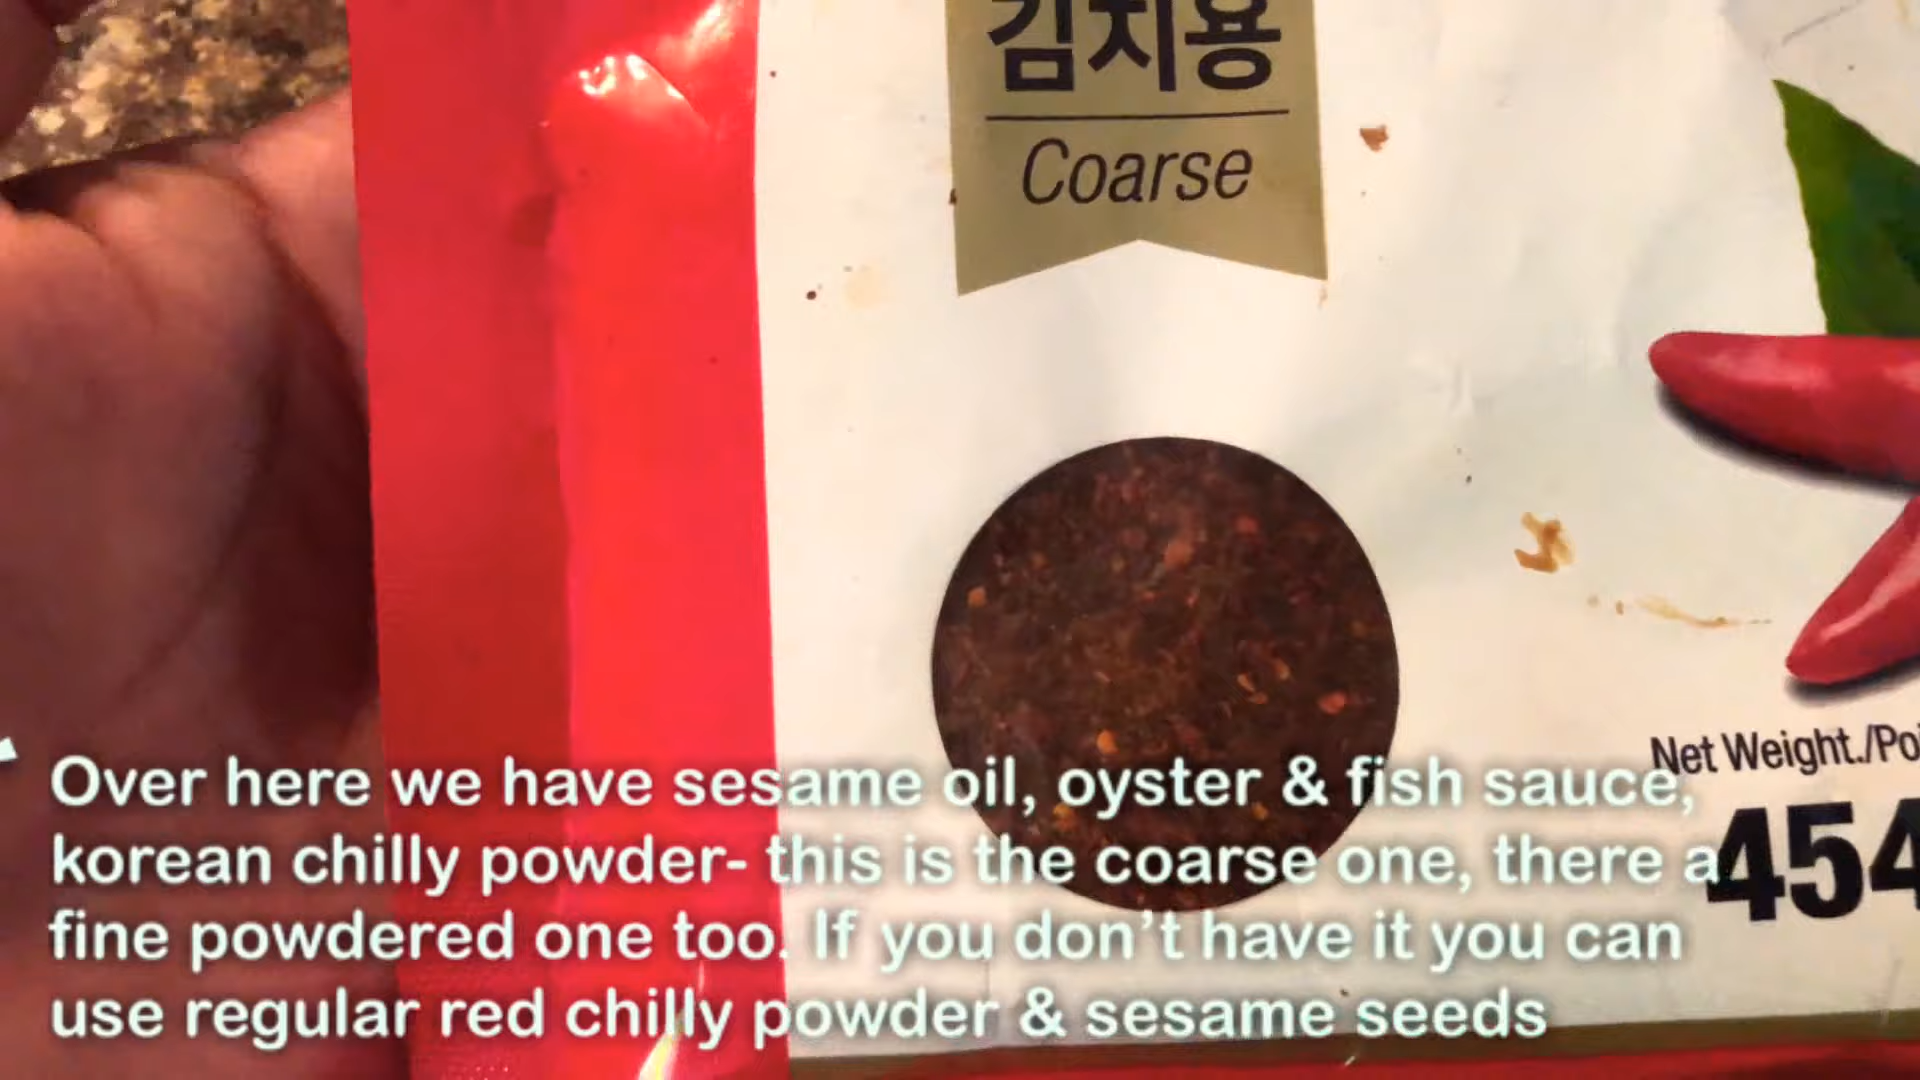 김치용
Coarse
Net Weight./Po
454
Over here we have sesame oil, oyster & fish sauce,
korean chilly powder- this is the coarse one, there a
fine powdered one too. If you don't have it you can
use regular red chilly powder & sesame seeds